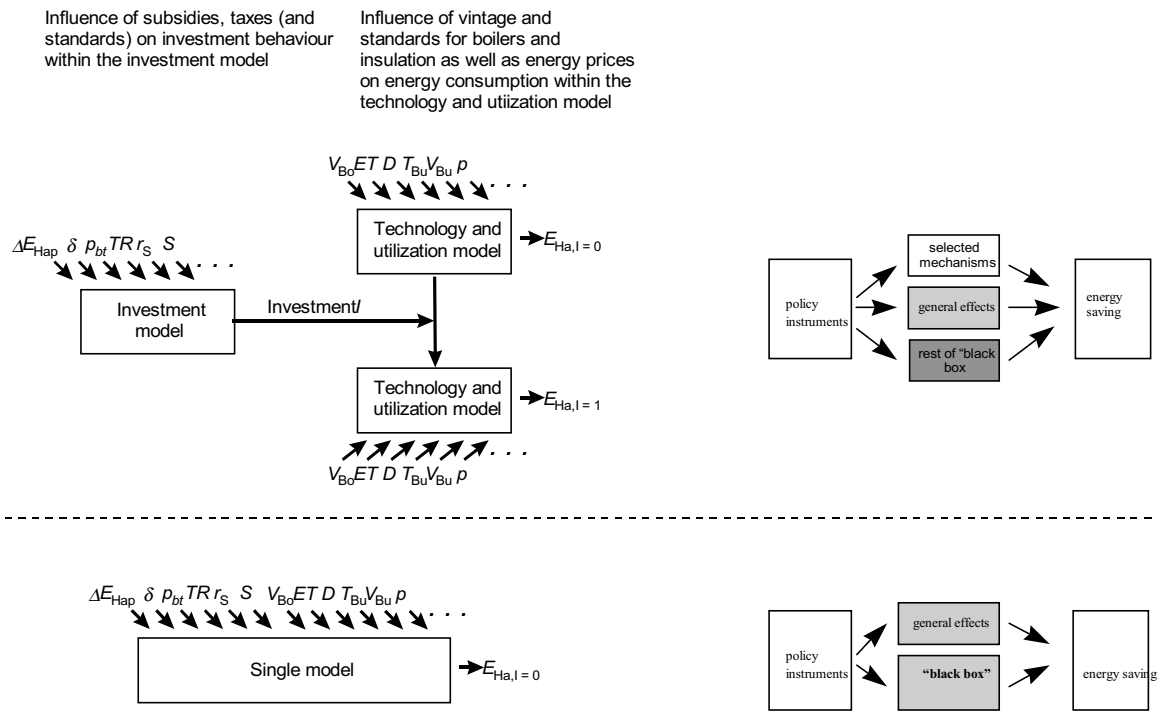 Influence of subsidies, taxes (and
standards) on investment behaviour
within the investment model
Influence of vintage and
standards for boilers and
insulation as well as energy prices
on energy consumption within the
technology and utiization model
V_Bo ET D T_Bu V_Bu p
. . .
Technology and
utilization model
E_Ha,I = 0
ΔE_Hap δ p_bt TR r_S S
. . .
Investment
model
Investment I
Technology and
utilization model
E_Ha,I = 1
. . .
V_Bo ET D T_Bu V_Bu p
policy
instruments
selected
mechanisms
general effects
rest of “black
box
energy
saving
ΔE_Hap δ p_bt TR r_S S V_Bo ET D T_Bu V_Bu p
. . .
Single model
E_Ha,I = 0
policy
instruments
general effects
“black box”
energy saving